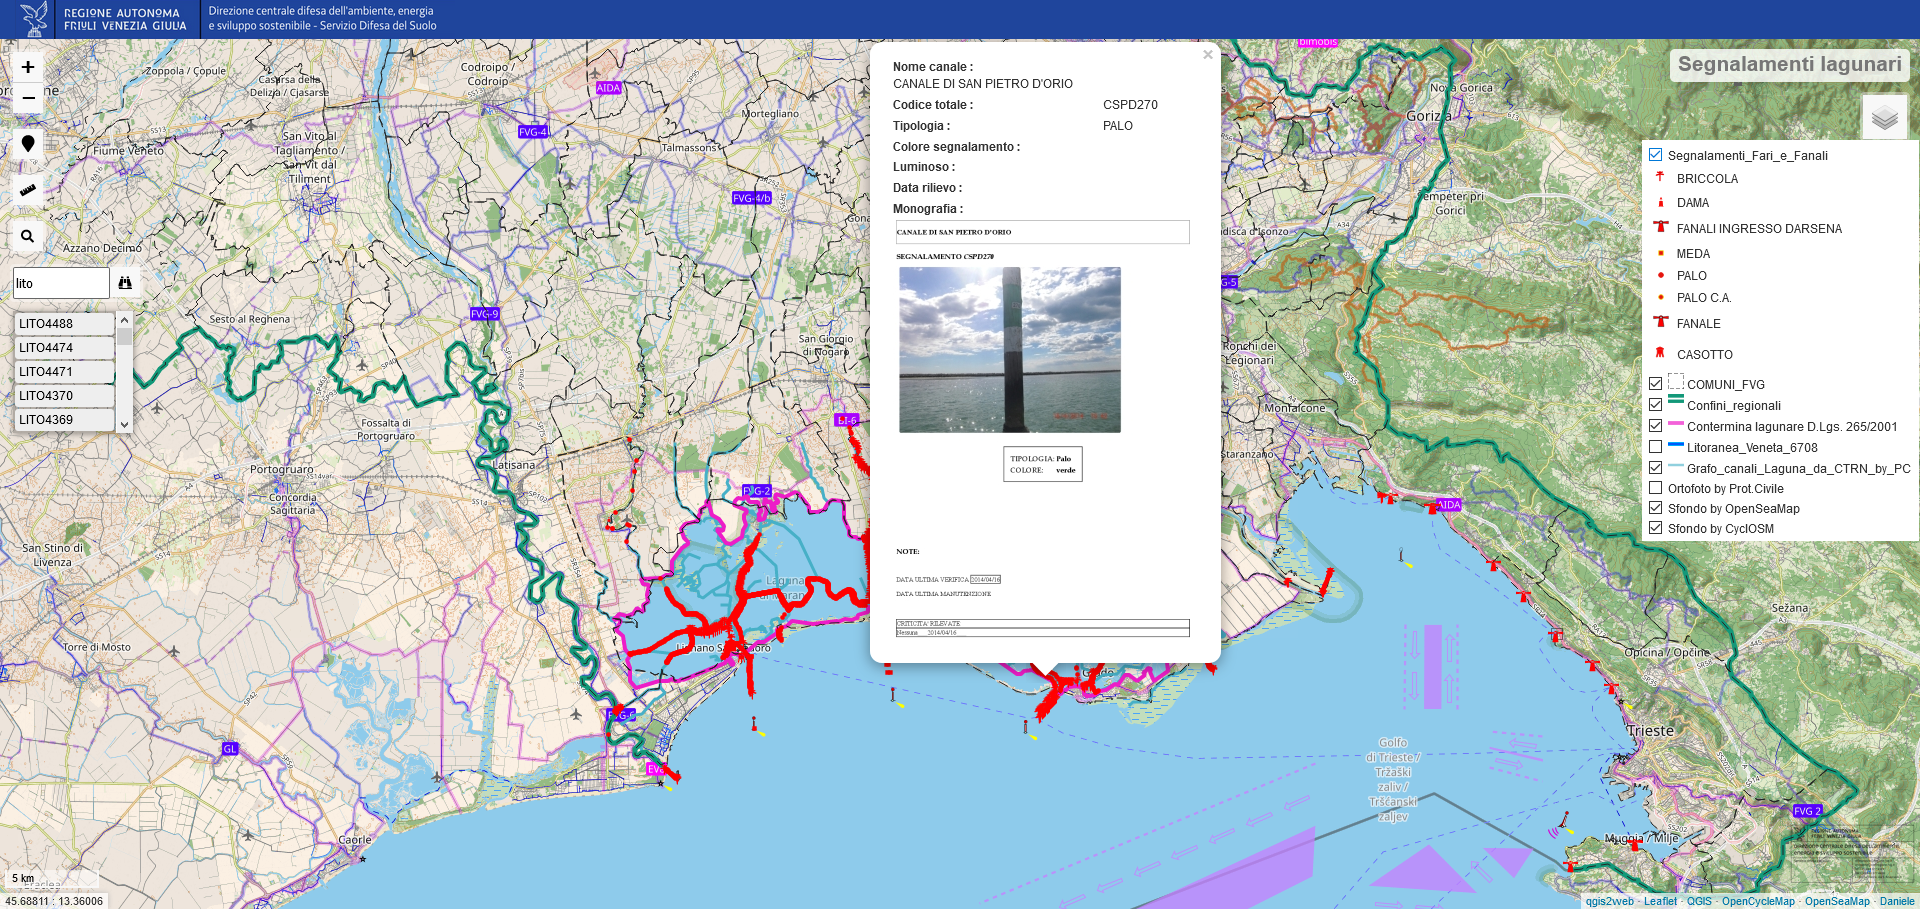 REGIONE AUTONOMA
FRIULI VENEZIA GIULIA
Direzione centrale difesa dell'ambiente, energia
e sviluppo sostenibile - Servizio Difesa del Suolo
Segnalamenti lagunari
+
−
lito
LITO4488
LITO4474
LITO4471
LITO4370
LITO4369
×
Nome canale :
CANALE DI SAN PIETRO D'ORIO
Codice totale : CSPD270
Tipologia : PALO
Colore segnalamento :
Luminoso :
Data rilievo :
Monografia :
CANALE DI SAN PIETRO D'ORIO
SEGNALAMENTO CSPD270
TIPOLOGIA: Palo
COLORE: verde
NOTE:
DATA ULTIMA VERIFICA 2014/04/16
DATA ULTIMA MANUTENZIONE
CRITICITA' RILEVATE
Nessuna 2014/04/16
Segnalamenti_Fari_e_Fanali
BRICCOLA
DAMA
FANALI INGRESSO DARSENA
MEDA
PALO
PALO C.A.
FANALE
CASOTTO
COMUNI_FVG
Confini_regionali
Contermina lagunare D.Lgs. 265/2001
Litoranea_Veneta_6708
Grafo_canali_Laguna_da_CTRN_by_PC
Ortofoto by Prot.Civile
Sfondo by OpenSeaMap
Sfondo by CyclOSM
Zoppola / Çopule
Codroipo /
Codroip
Casarsa della
Delizia / Cjasarse
AIDA
Mortegliano
FVG-4
San Vito al
Tagliamento /
San Vit dal
Tiliment
Fiume Veneto
Talmassons
FVG-4/b
Azzano Decimo
Sesto al Reghena
FVG-9
San Giorgio
di Nogaro
Fossalta di
Portogruaro
Portogruaro
Latisana
Concordia
Sagittaria
FVG-2
San Stino di
Livenza
Torre di Mosto
GL
Caorle
Eraclea
bimobis
Nova Gorica
Gorizia
Šempeter pri
Gorici
Ronchi dei
Legionari
Monfalcone
Staranzano
AIDA
Grado
Sežana
Opicina / Opčine
Trieste
Golfo
di Trieste /
Tržaški
zaliv /
Tršćanski
zaljev
FVG 2
Muggia / Milje
5 km
45.68811 : 13.36006
qgis2web · Leaflet · QGIS · OpenCycleMap · OpenSeaMap · Daniele